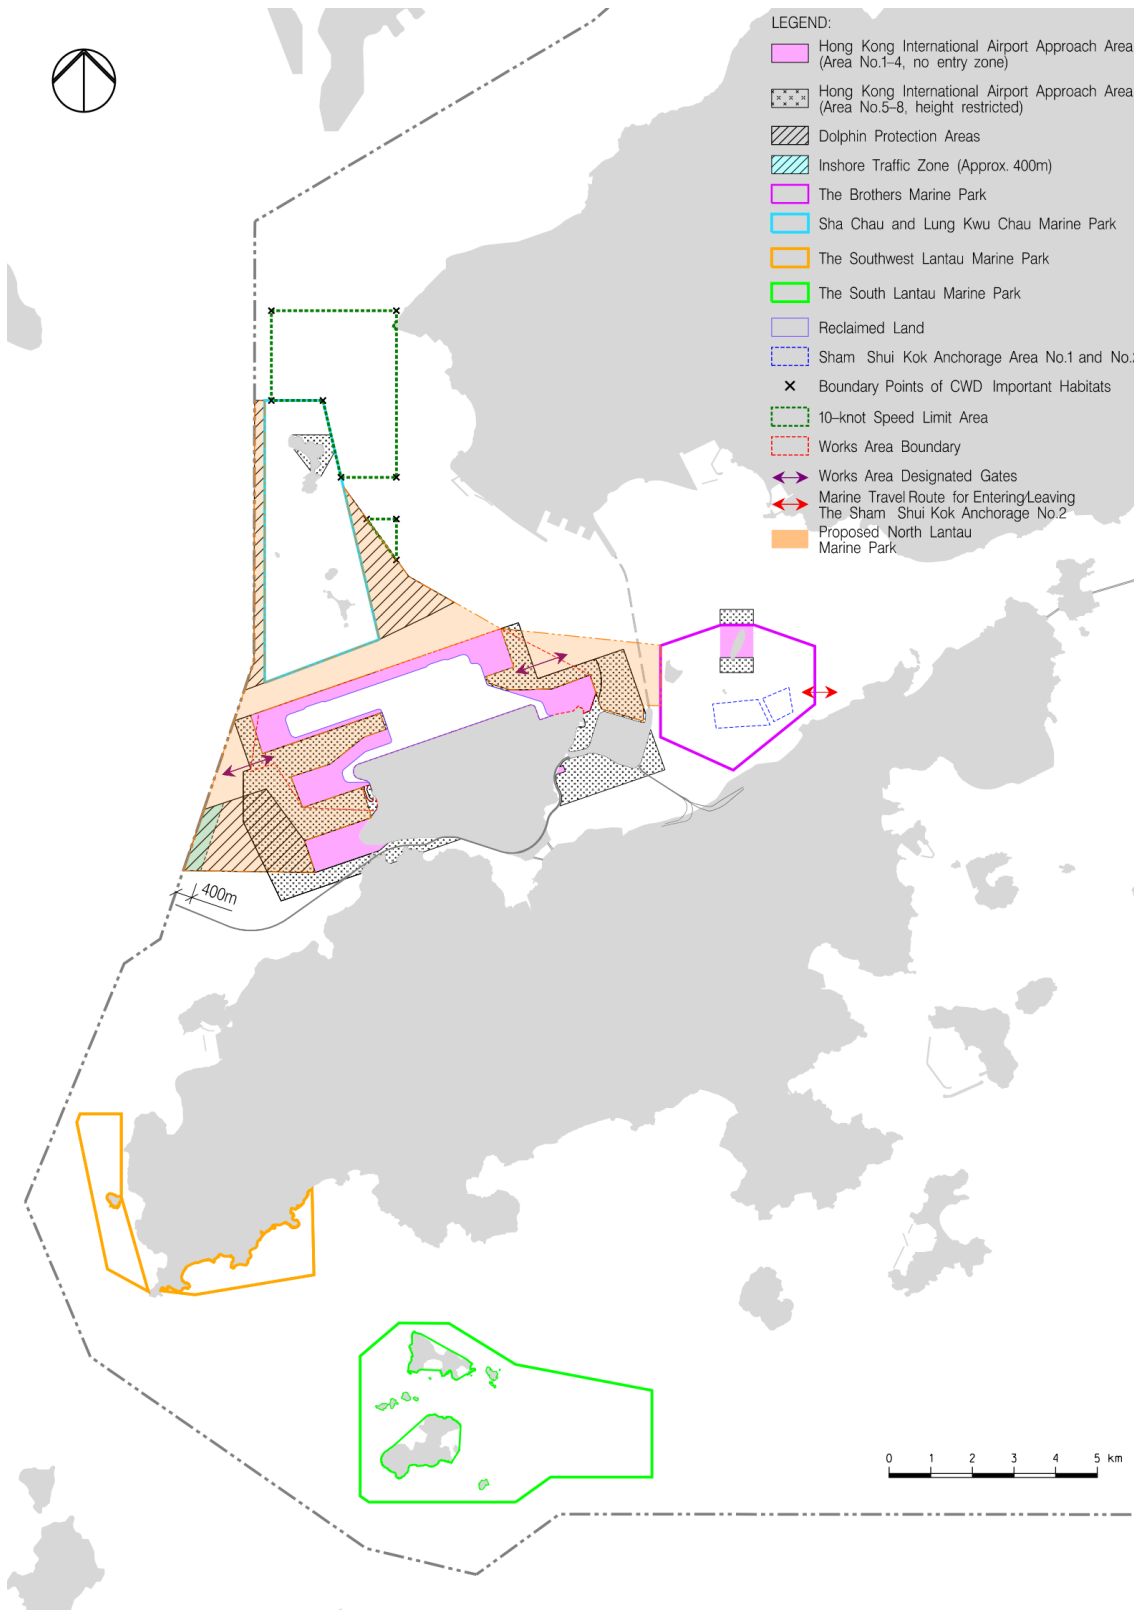 LEGEND:
Hong Kong International Airport Approach Area
(Area No.1–4, no entry zone)
Hong Kong International Airport Approach Area
(Area No.5–8, height restricted)
Dolphin Protection Areas
Inshore Traffic Zone (Approx. 400m)
The Brothers Marine Park
Sha Chau and Lung Kwu Chau Marine Park
The Southwest Lantau Marine Park
The South Lantau Marine Park
Reclaimed Land
Sham Shui Kok Anchorage Area No.1 and
Boundary Points of CWD Important Habitats
10–knot Speed Limit Area
Works Area Boundary
Works Area Designated Gates
Marine Travel Route for Entering/Leaving
The Sham Shui Kok Anchorage No.2
Proposed North Lantau
Marine Park
400m
0 1 2 3 4 5 km